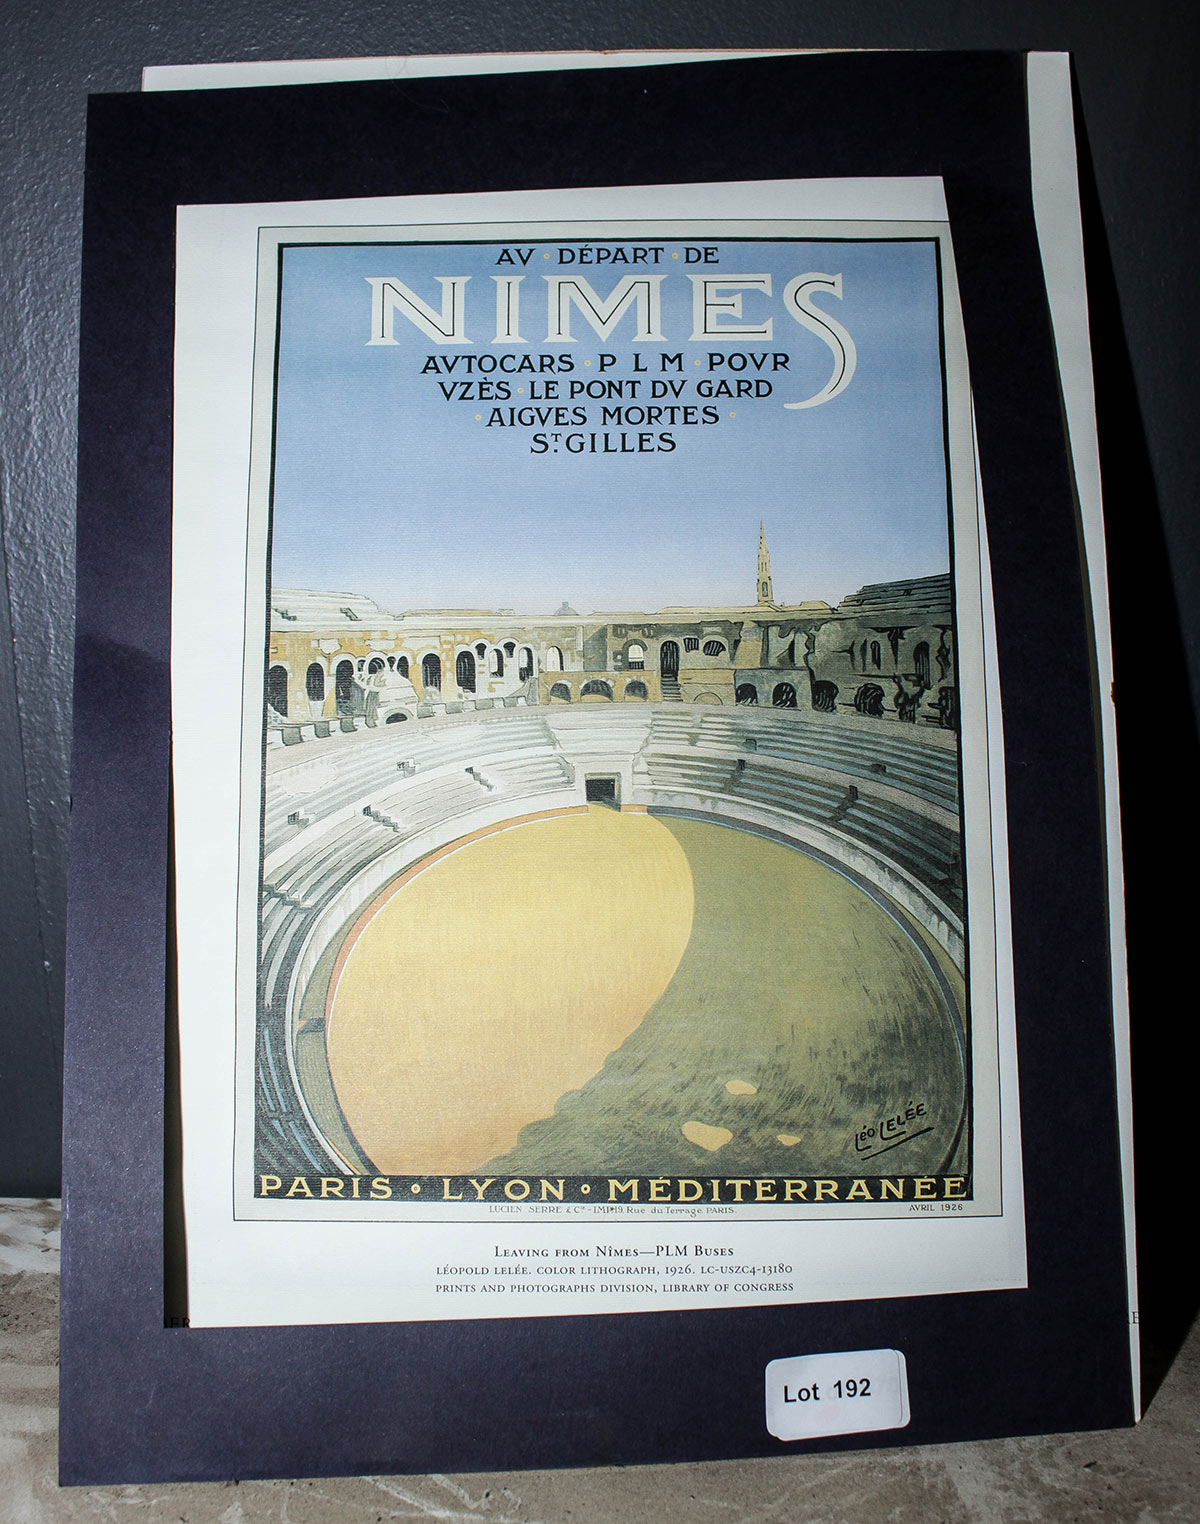 AV · DÉPART · DE
NIMES
AVTOCARS · P L M · POVR
VZÈS · LE PONT DV GARD
· AIGVES MORTES ·
ST. GILLES
Léo LELÉE
PARIS · LYON · MÉDITERRANÉE
LUCIEN SERRE & Cie - IMP 19, Rue du Terrage. PARIS.
AVRIL 1926
LEAVING FROM NÎMES—PLM BUSES
LÉOPOLD LELÉE. COLOR LITHOGRAPH, 1926. LC-USZC4-13180
PRINTS AND PHOTOGRAPHS DIVISION, LIBRARY OF CONGRESS
Lot 192